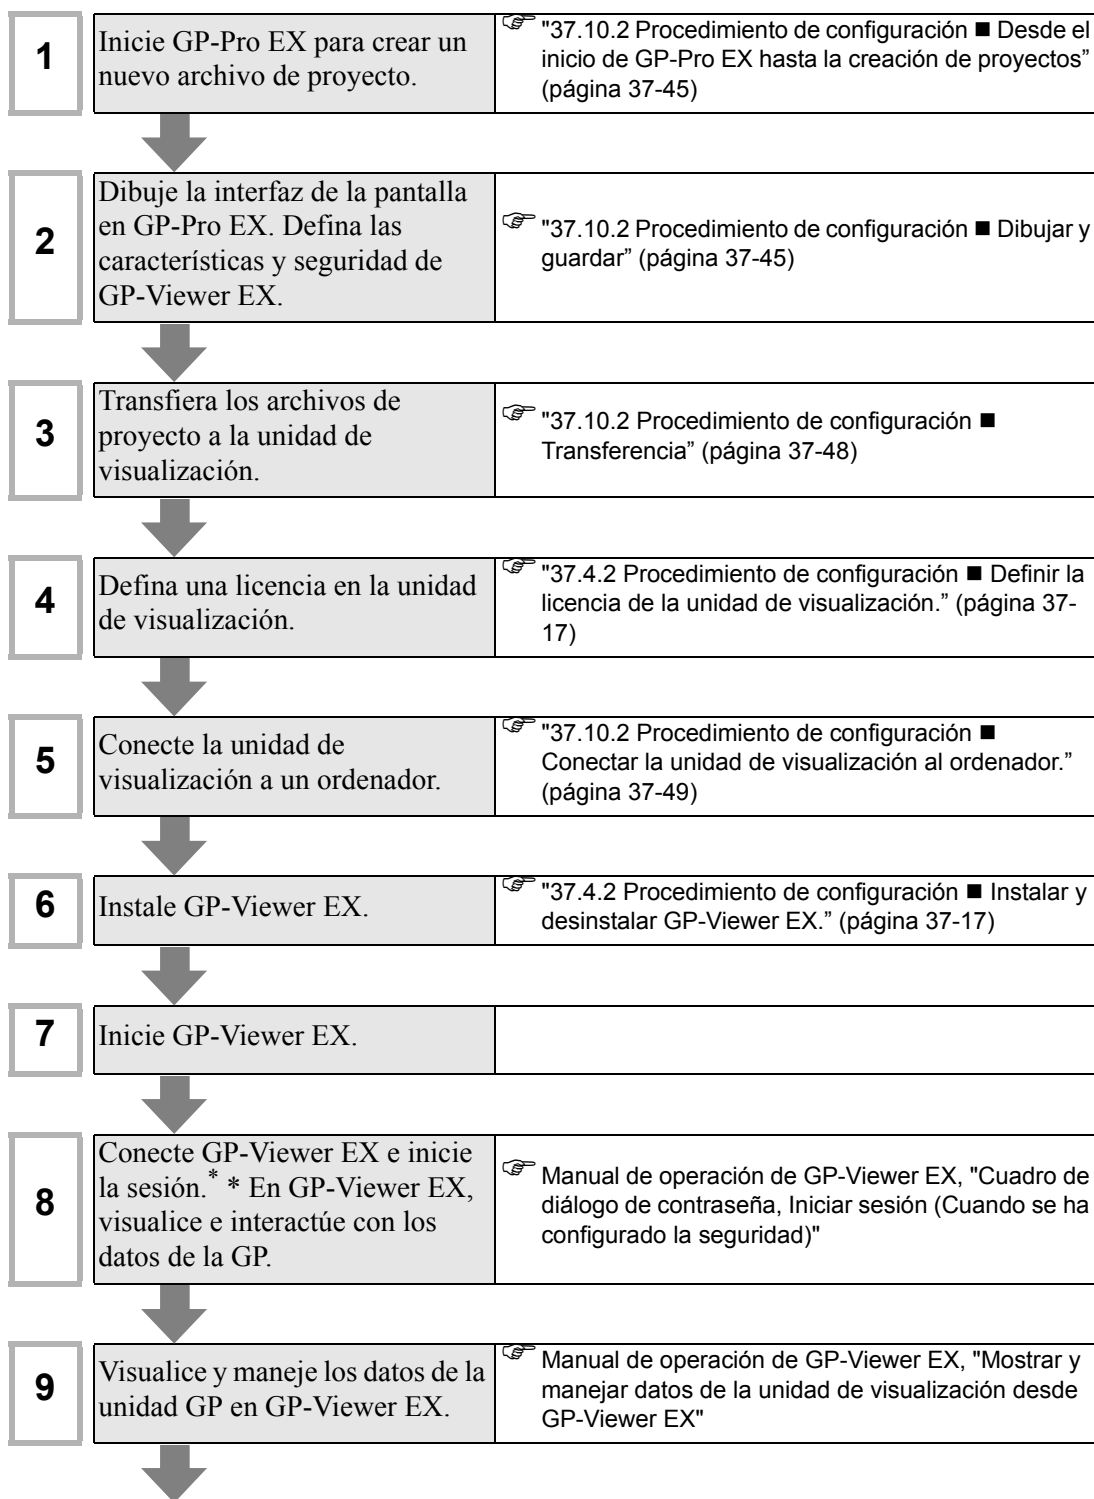 1
Inicie GP-Pro EX para crear un
nuevo archivo de proyecto.
☞ "37.10.2 Procedimiento de configuración ■ Desde el
inicio de GP-Pro EX hasta la creación de proyectos”
(página 37-45)
2
Dibuje la interfaz de la pantalla
en GP-Pro EX. Defina las
características y seguridad de
GP-Viewer EX.
☞ "37.10.2 Procedimiento de configuración ■ Dibujar y
guardar” (página 37-45)
3
Transfiera los archivos de
proyecto a la unidad de
visualización.
☞ "37.10.2 Procedimiento de configuración ■
Transferencia” (página 37-48)
4
Defina una licencia en la unidad
de visualización.
☞ "37.4.2 Procedimiento de configuración ■ Definir la
licencia de la unidad de visualización.” (página 37-
17)
5
Conecte la unidad de
visualización a un ordenador.
☞ "37.10.2 Procedimiento de configuración ■
Conectar la unidad de visualización al ordenador.”
(página 37-49)
6
Instale GP-Viewer EX.
☞ "37.4.2 Procedimiento de configuración ■ Instalar y
desinstalar GP-Viewer EX.” (página 37-17)
7
Inicie GP-Viewer EX.
8
Conecte GP-Viewer EX e inicie
la sesión.* * En GP-Viewer EX,
visualice e interactúe con los
datos de la GP.
☞ Manual de operación de GP-Viewer EX, "Cuadro de
diálogo de contraseña, Iniciar sesión (Cuando se ha
configurado la seguridad)"
9
Visualice y maneje los datos de la
unidad GP en GP-Viewer EX.
☞ Manual de operación de GP-Viewer EX, "Mostrar y
manejar datos de la unidad de visualización desde
GP-Viewer EX"